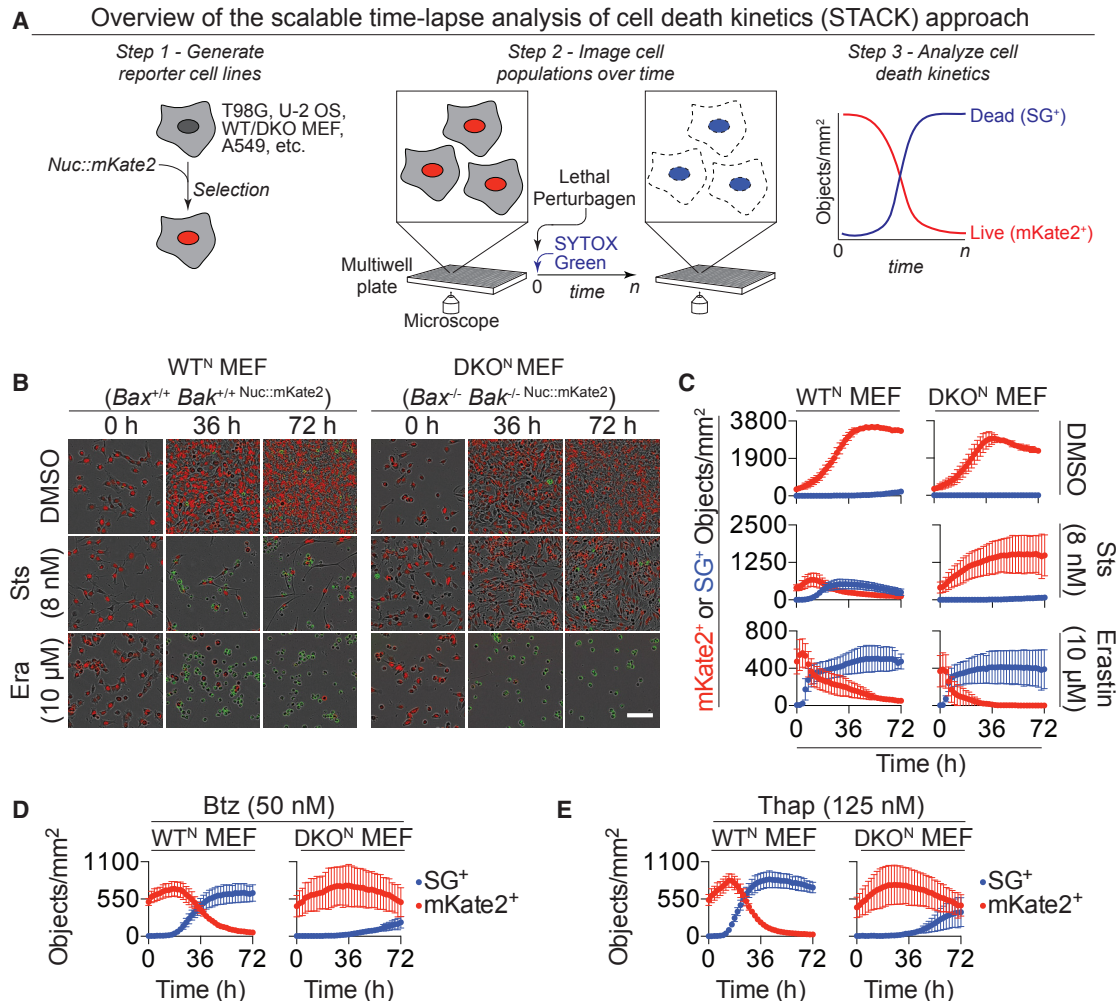 A
Overview of the scalable time-lapse analysis of cell death kinetics (STACK) approach
Step 1 - Generate
reporter cell lines
T98G, U-2 OS,
WT/DKO MEF,
A549, etc.
Nuc::mKate2
Selection
Step 2 - Image cell
populations over time
Lethal
Perturbagen
SYTOX
Green
Multiwell
plate
0
time
n
Microscope
Step 3 - Analyze cell
death kinetics
Objects/mm²
Dead (SG⁺)
Live (mKate2⁺)
0
time
n
B
WTᴺ MEF
(Bax⁺/⁺ Bak⁺/⁺ Nuc::mKate2)
0 h 36 h 72 h
DKOᴺ MEF
(Bax⁻/⁻ Bak⁻/⁻ Nuc::mKate2)
0 h 36 h 72 h
DMSO
Sts
(8 nM)
Era
(10 µM)
C
WTᴺ MEF DKOᴺ MEF
mKate2⁺ or SG⁺ Objects/mm²
3800
1900
0
DMSO
2500
1250
0
Sts
(8 nM)
800
400
0
Erastin
(10 µM)
0 36 72 0 36 72
Time (h)
D
Btz (50 nM)
WTᴺ MEF DKOᴺ MEF
Objects/mm²
1100
550
0
SG⁺
mKate2⁺
0 36 72 0 36 72
Time (h) Time (h)
E
Thap (125 nM)
WTᴺ MEF DKOᴺ MEF
Objects/mm²
1100
550
0
SG⁺
mKate2⁺
0 36 72 0 36 72
Time (h) Time (h)